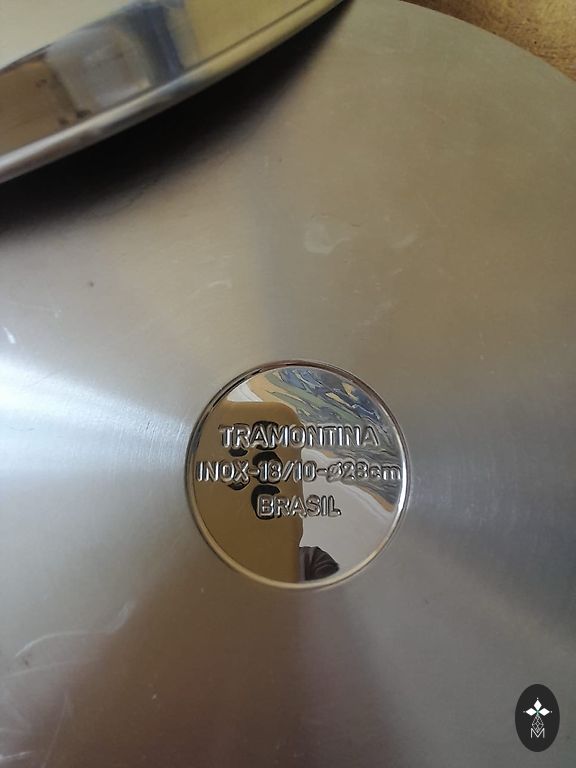 TRAMONTINA
INOX-18/10-ø28cm
BRASIL
M